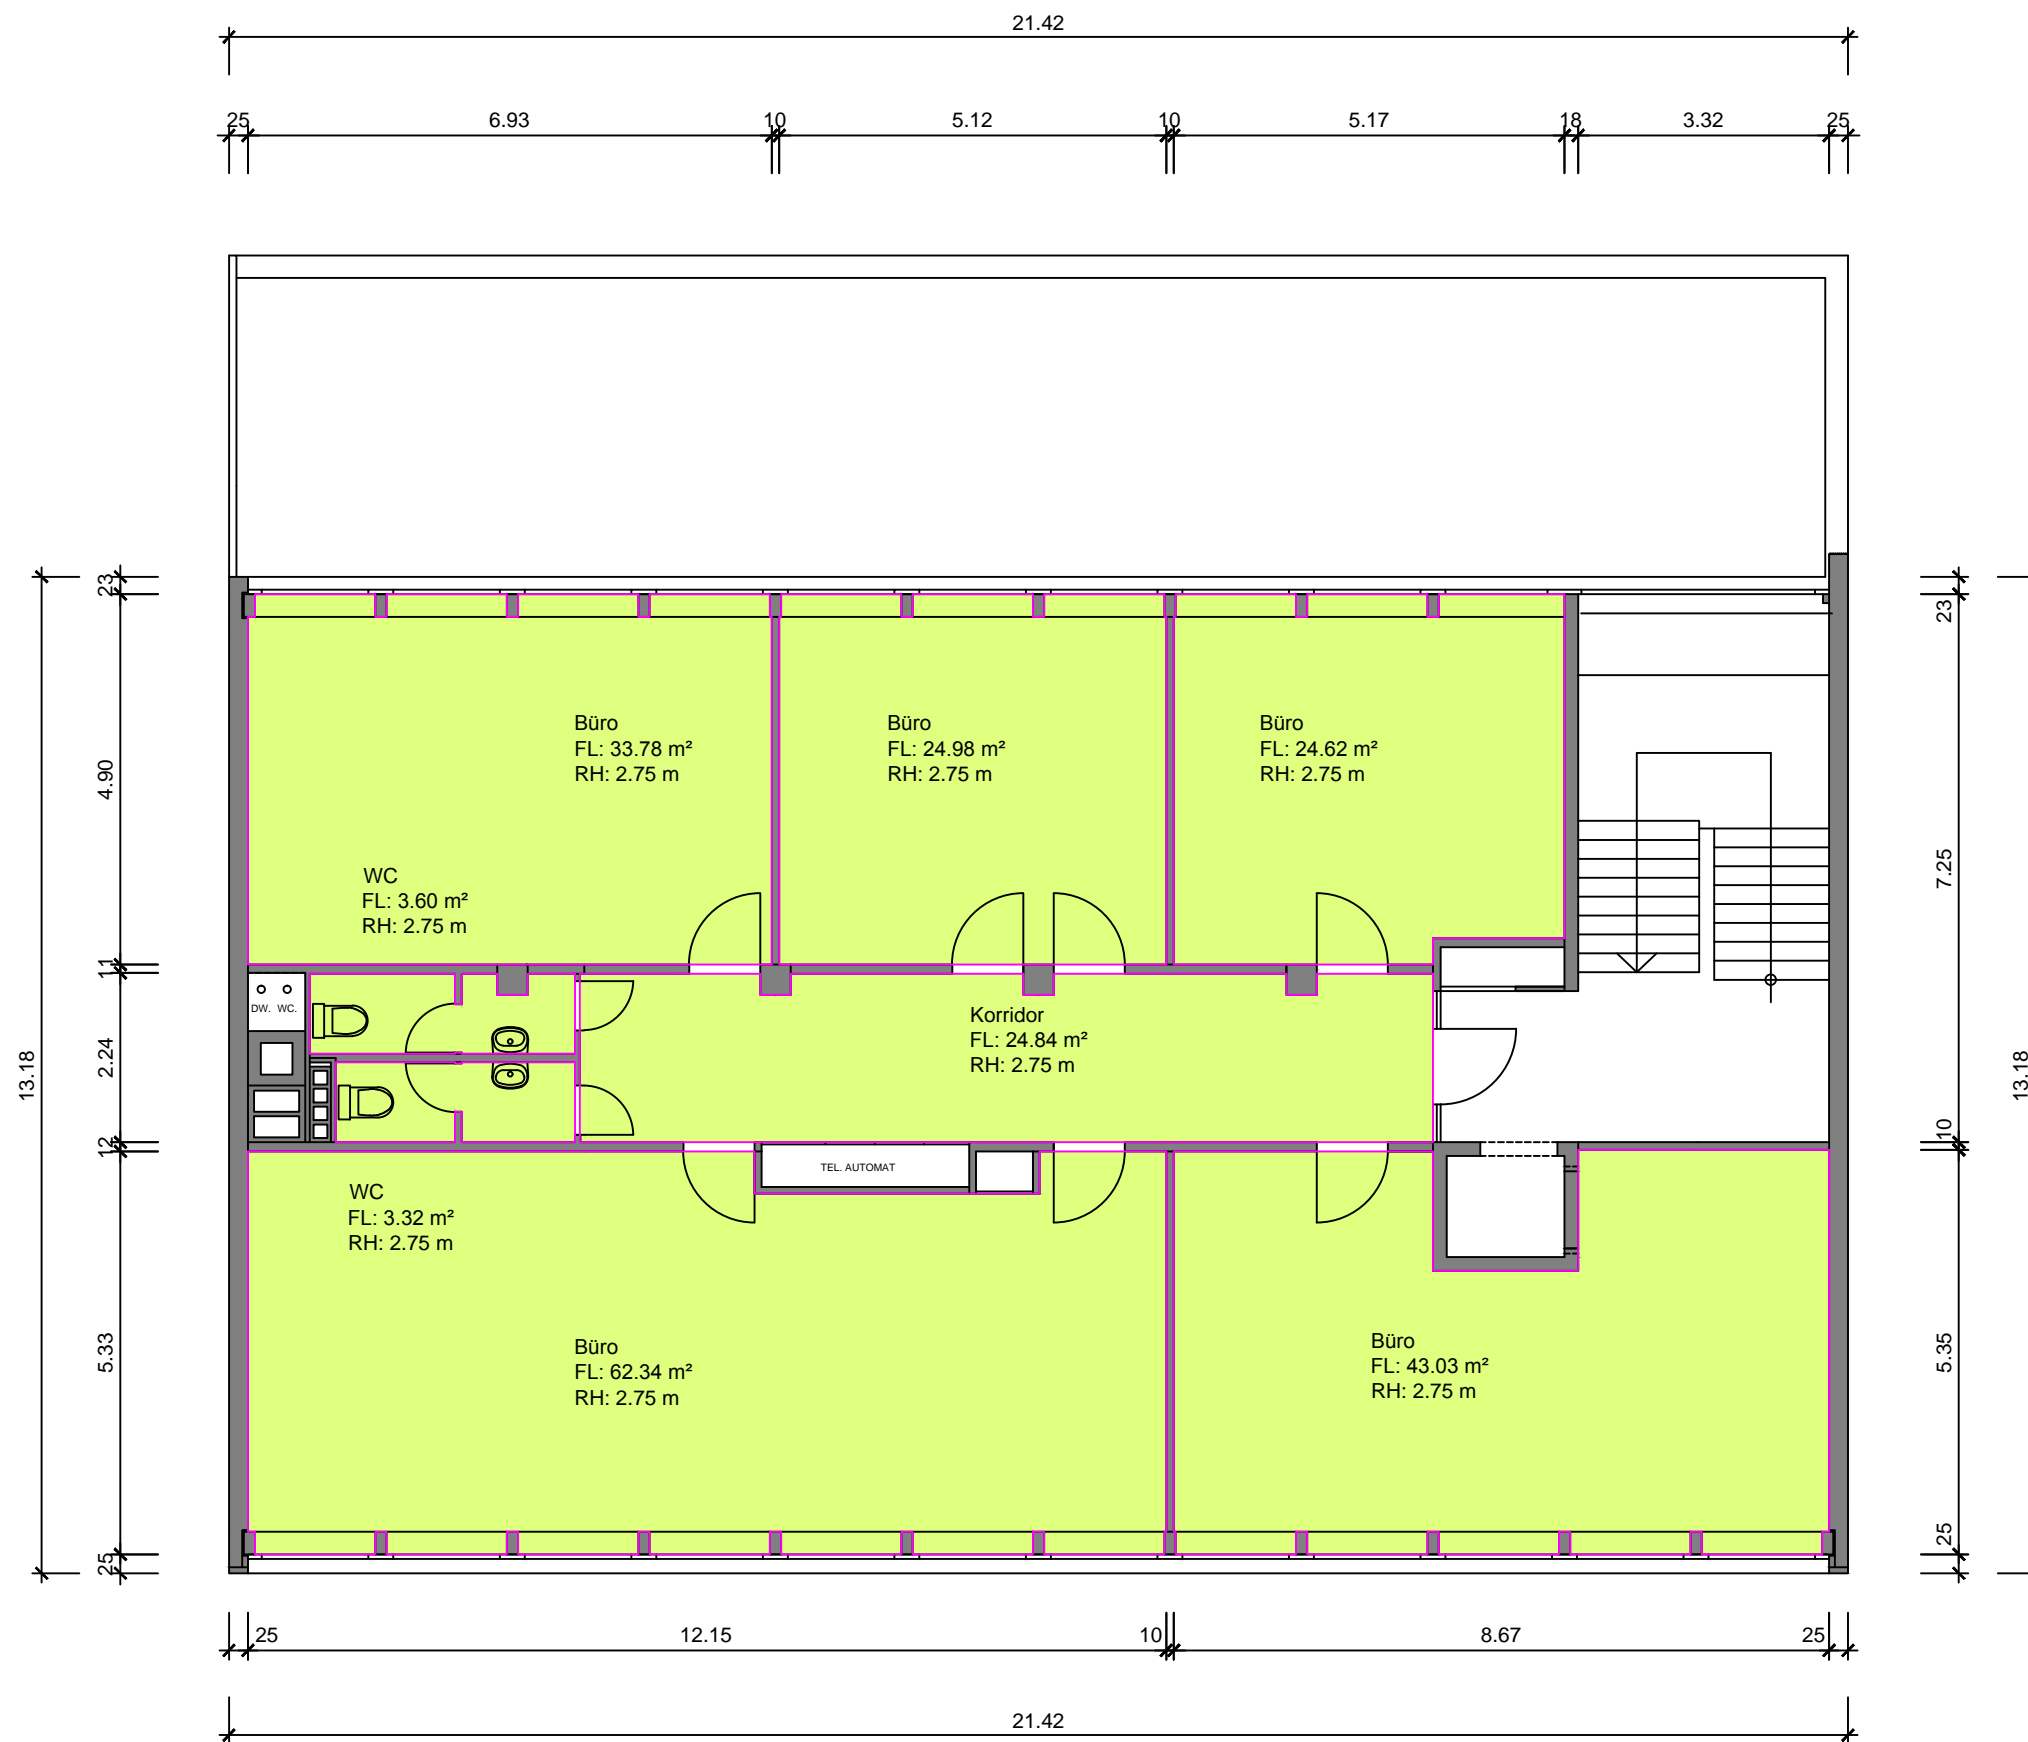 21.42
25 6.93 10 5.12 10 5.17 18 3.32 25
23
23
Büro
FL: 33.78 m²
RH: 2.75 m
Büro
FL: 24.98 m²
RH: 2.75 m
Büro
FL: 24.62 m²
RH: 2.75 m
4.90
7.25
WC
FL: 3.60 m²
RH: 2.75 m
11
DW. WC.
Korridor
FL: 24.84 m²
RH: 2.75 m
13.18
2.24
13.18
12
10
TEL. AUTOMAT
WC
FL: 3.32 m²
RH: 2.75 m
5.33
5.35
Büro
FL: 62.34 m²
RH: 2.75 m
Büro
FL: 43.03 m²
RH: 2.75 m
25
25
25 12.15 10 8.67 25
21.42